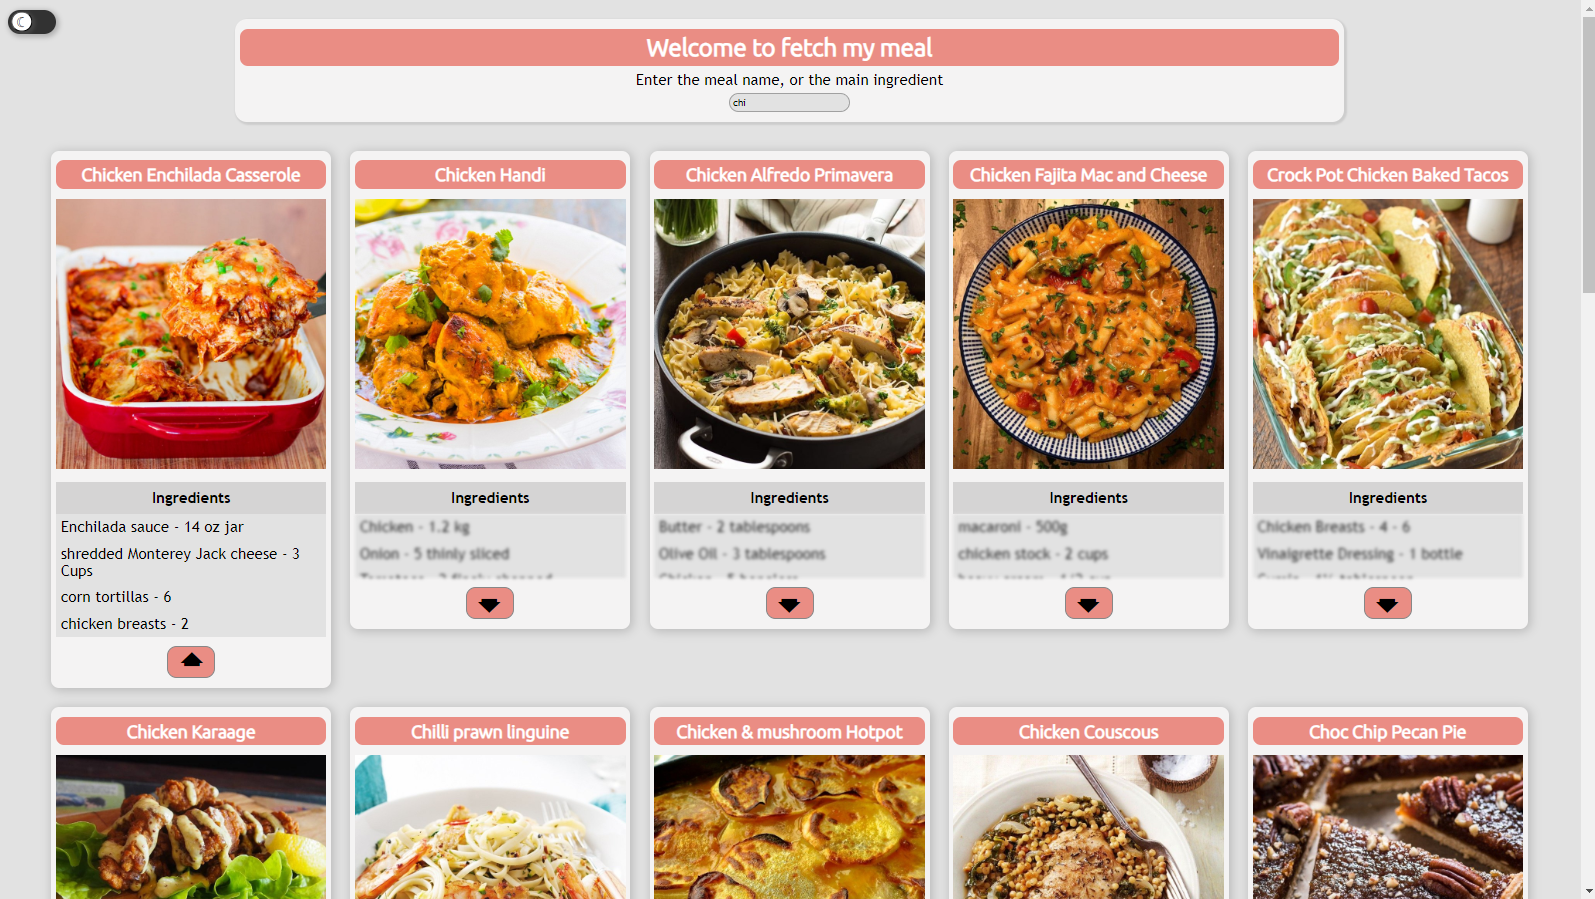 Welcome to fetch my meal
Enter the meal name, or the main ingredient
chi
Chicken Enchilada Casserole
Ingredients
Enchilada sauce - 14 oz jar
shredded Monterey Jack cheese - 3
Cups
corn tortillas - 6
chicken breasts - 2
Chicken Handi
Ingredients
Chicken - 1.2 kg
Onion - 5 thinly sliced
Chicken Alfredo Primavera
Ingredients
Butter - 2 tablespoons
Olive Oil - 3 tablespoons
Chicken Fajita Mac and Cheese
Ingredients
macaroni - 500g
chicken stock - 2 cups
Crock Pot Chicken Baked Tacos
Ingredients
Chicken Breasts - 4 - 6
Vinaigrette Dressing - 1 bottle
Chicken Karaage
Chilli prawn linguine
Chicken & mushroom Hotpot
Chicken Couscous
Choc Chip Pecan Pie